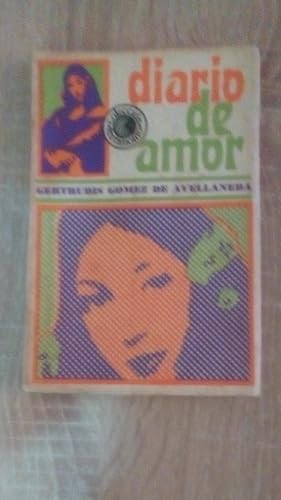 diario
de
amor
GERTRUDIS GOMEZ DE AVELLANEDA